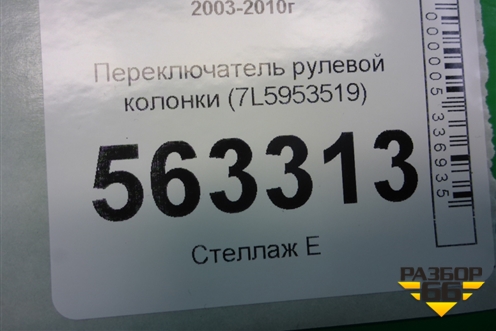 2003-2010г
Переключатель рулевой
колонки (7L5953519)
563313
Стеллаж Е
000005336935
РАЗБОР
66